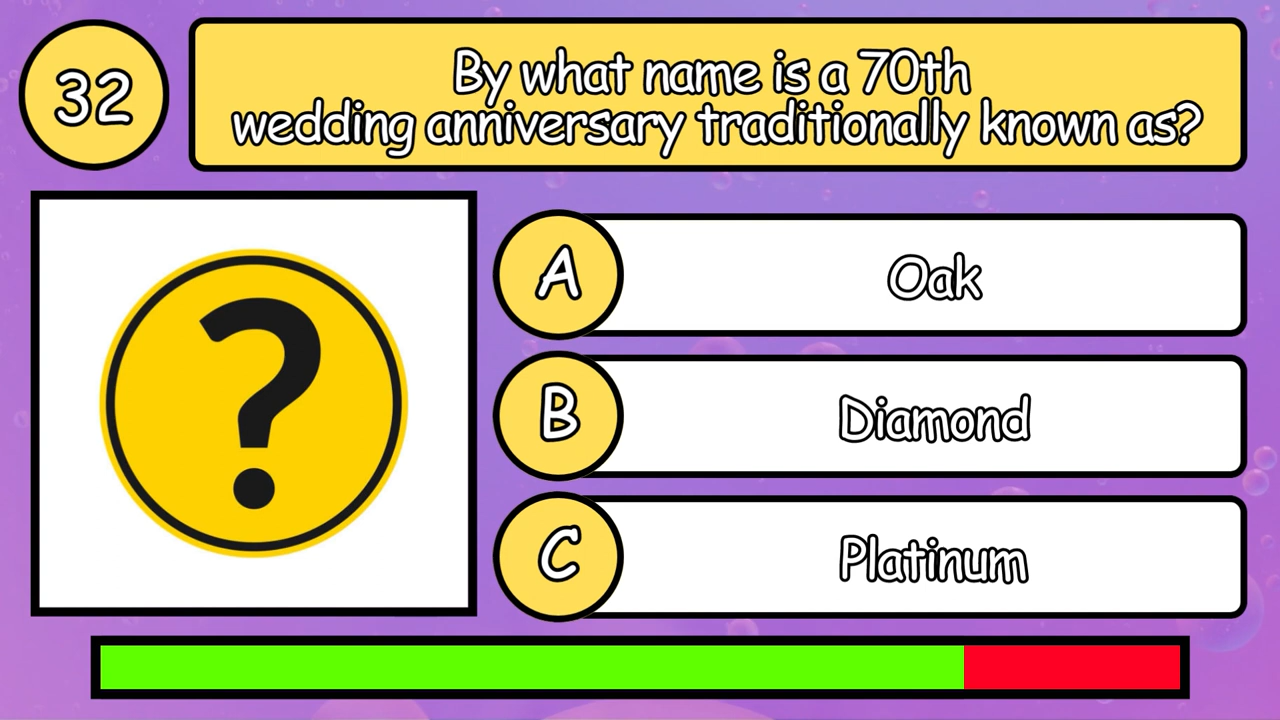 32
By what name is a 70th
wedding anniversary traditionally known as?
?
A
Oak
B
Diamond
C
Platinum